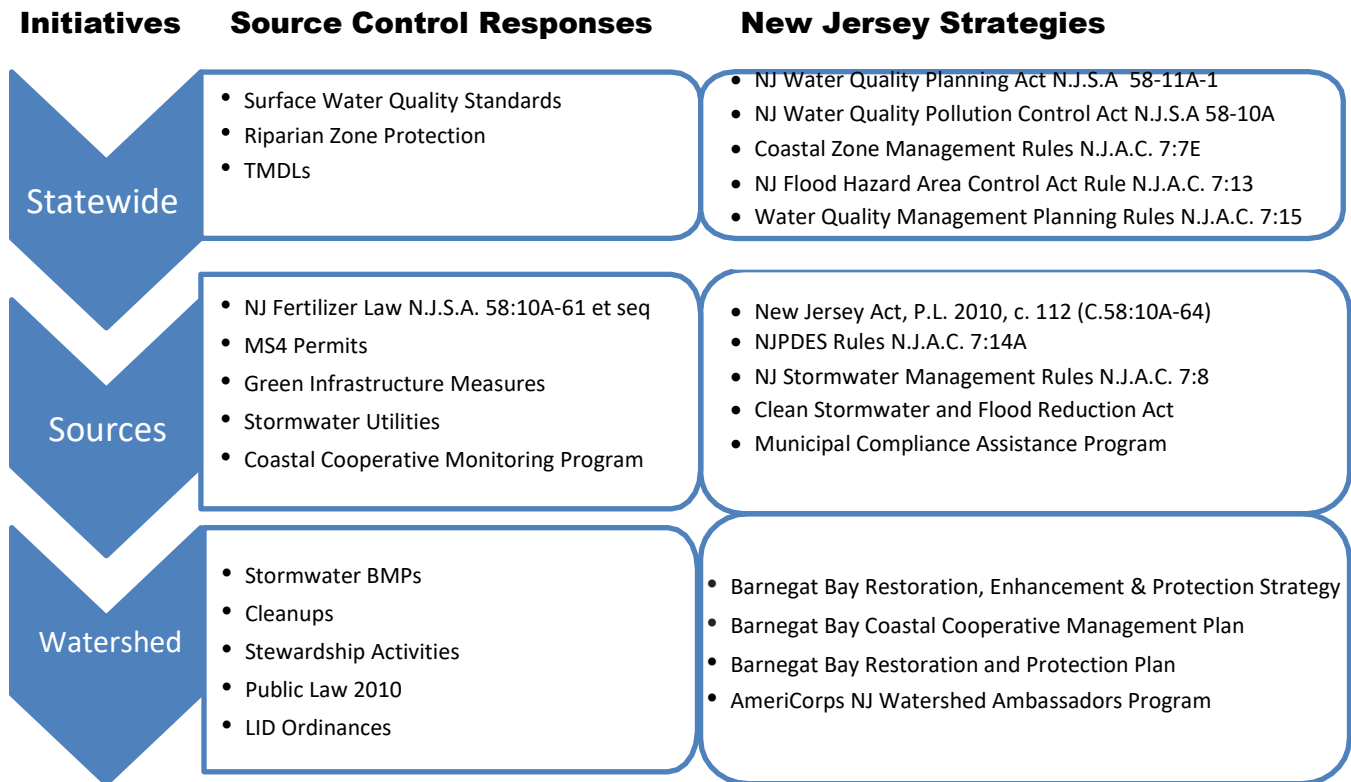 Initiatives Source Control Responses New Jersey Strategies
Statewide
• Surface Water Quality Standards
• Riparian Zone Protection
• TMDLs
• NJ Water Quality Planning Act N.J.S.A  58-11A-1
• NJ Water Quality Pollution Control Act N.J.S.A 58-10A
• Coastal Zone Management Rules N.J.A.C. 7:7E
• NJ Flood Hazard Area Control Act Rule N.J.A.C. 7:13
• Water Quality Management Planning Rules N.J.A.C. 7:15
Sources
• NJ Fertilizer Law N.J.S.A. 58:10A-61 et seq
• MS4 Permits
• Green Infrastructure Measures
• Stormwater Utilities
• Coastal Cooperative Monitoring Program
• New Jersey Act, P.L. 2010, c. 112 (C.58:10A-64)
• NJPDES Rules N.J.A.C. 7:14A
• NJ Stormwater Management Rules N.J.A.C. 7:8
• Clean Stormwater and Flood Reduction Act
• Municipal Compliance Assistance Program
Watershed
• Stormwater BMPs
• Cleanups
• Stewardship Activities
• Public Law 2010
• LID Ordinances
• Barnegat Bay Restoration, Enhancement & Protection Strategy
• Barnegat Bay Coastal Cooperative Management Plan
• Barnegat Bay Restoration and Protection Plan
• AmeriCorps NJ Watershed Ambassadors Program